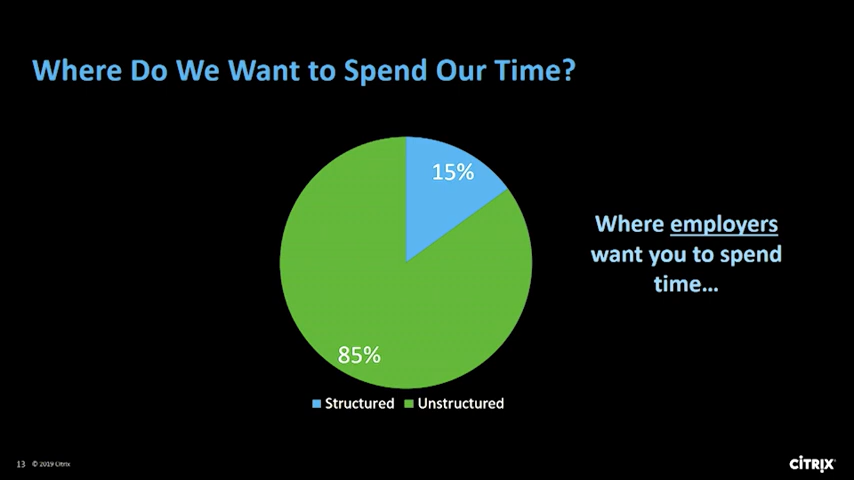 Where Do We Want to Spend Our Time?
15%
Where employers
want you to spend
time...
85%
Structured Unstructured
13 © 2019 Citrix
CITRIX